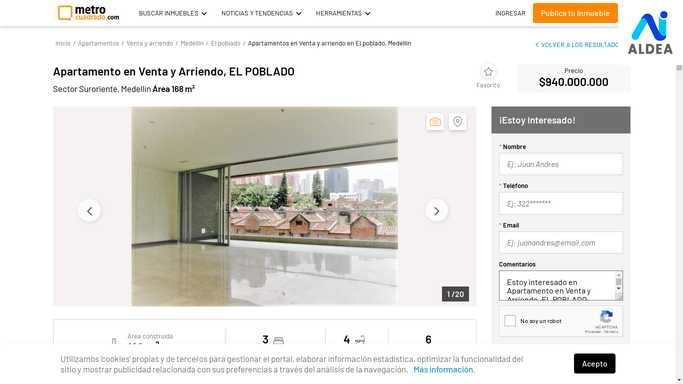 metro
cuadrado.com
BUSCAR INMUEBLES
NOTICIAS Y TENDENCIAS
HERRAMIENTAS
INGRESAR
Publica tu Inmueble
ALDEA
Inicio / Apartamentos / Venta y arriendo / Medellín / El poblado / Apartamentos en Venta y arriendo en El poblado, Medellín
< VOLVER A LOS RESULTADO
Apartamento en Venta y Arriendo, EL POBLADO
Sector Suroriente, Medellín Área 168 m²
Favorito
Precio
$940.000.000
¡Estoy Interesado!
* Nombre
Ej: Juan Andres
* Teléfono
Ej: 322*******
* Email
Ej: juanandres@email.com
Comentarios
Estoy interesado en
Apartamento en Venta y
Arriendo, EL POBLADO
No soy un robot
reCAPTCHA
Privacidad - Términos
1 / 20
Área construida
3
4
6
Utilizamos 'cookies' propias y de terceros para gestionar el portal, elaborar información estadística, optimizar la funcionalidad del
sitio y mostrar publicidad relacionada con sus preferencias a través del análisis de la navegación. Más información.
Acepto